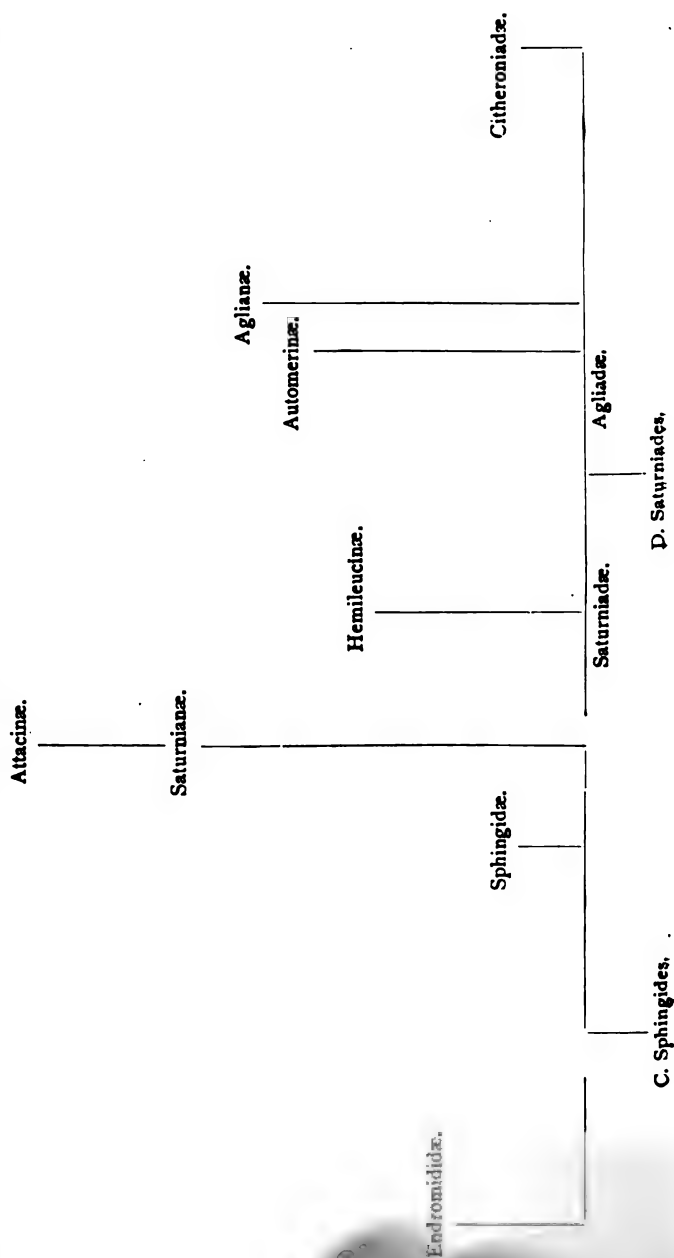 Attacinæ.
Saturnianæ.
Aglianæ.
Automerinæ.
Hemileucinæ.
Endromididæ.
Sphingidæ.
Citheroniadæ.
Saturniadæ.
Agliadæ.
C. Sphingides,
D. Saturniades,